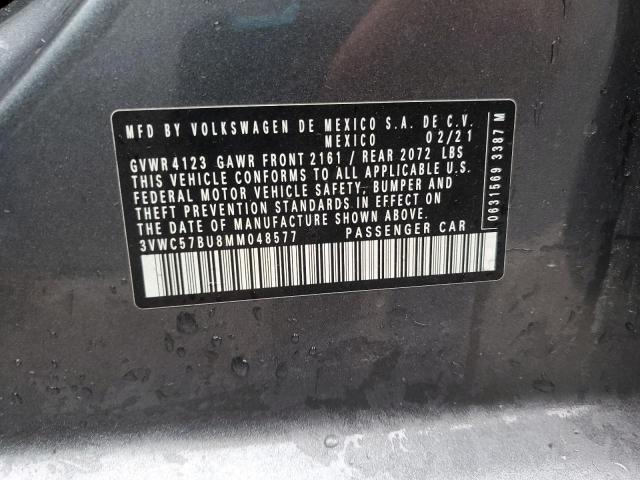 MFD BY VOLKSWAGEN DE MEXICO S.A. DE C.V.
MEXICO 02/21
GVWR 4123 GAWR FRONT 2161 / REAR 2072 LBS
THIS VEHICLE CONFORMS TO ALL APPLICABLE U.S.
FEDERAL MOTOR VEHICLE SAFETY, BUMPER AND
THEFT PREVENTION STANDARDS IN EFFECT ON
THE DATE OF MANUFACTURE SHOWN ABOVE.
3VWC57BU8MM048577 PASSENGER CAR
0631569 3387 M